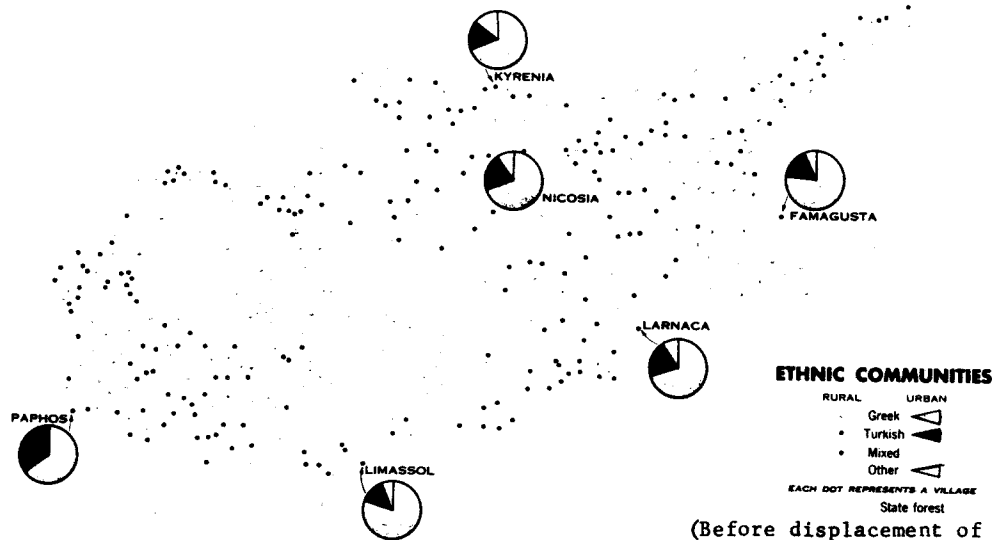 KYRENIA
NICOSIA
FAMAGUSTA
LARNACA
PAPHOS
LIMASSOL
ETHNIC COMMUNITIES
RURAL URBAN
Greek
Turkish
Mixed
Other
EACH DOT REPRESENTS A VILLAGE
State forest
(Before displacement of